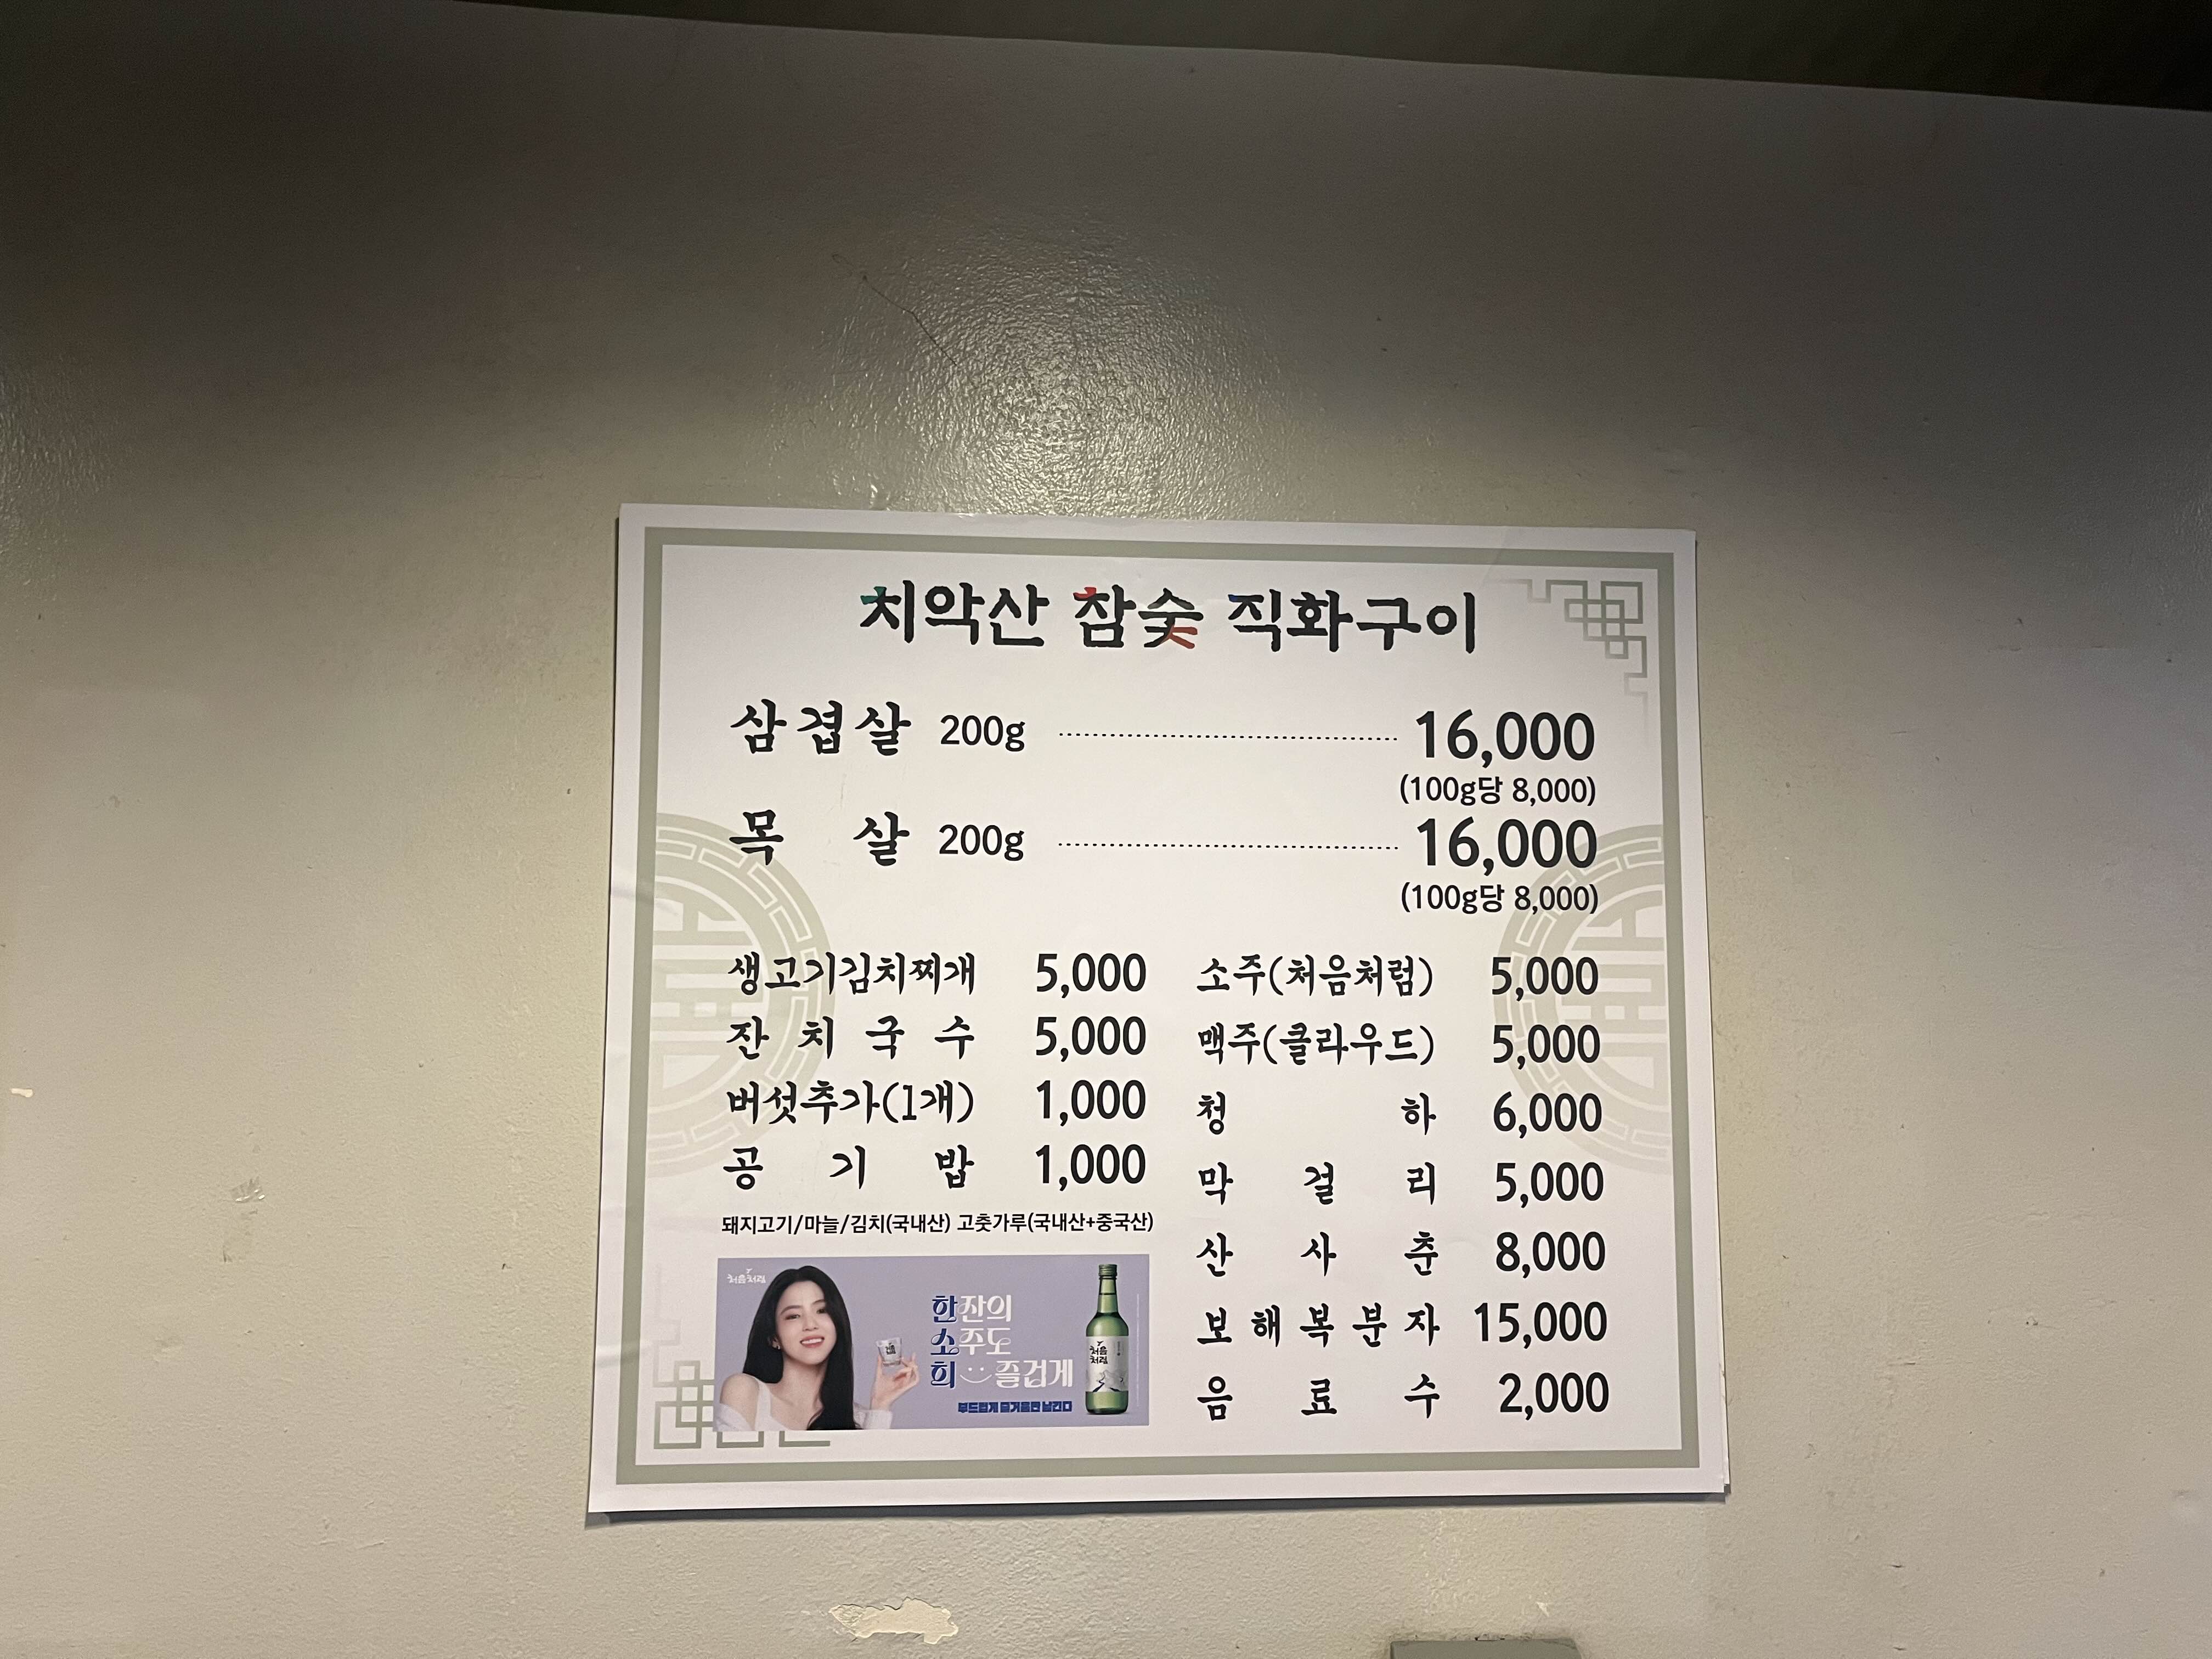 치악산 참숯 직화구이
삼겹살 200g 16,000
(100g당 8,000)
목살 200g 16,000
(100g당 8,000)
생고기김치찌개 5,000
잔치국수 5,000
버섯추가(1개) 1,000
공기밥 1,000
돼지고기/마늘/김치(국내산) 고춧가루(국내산+중국산)
소주(처음처럼) 5,000
맥주(클라우드) 5,000
청하 6,000
막걸리 5,000
산사춘 8,000
보해복분자 15,000
음료수 2,000
처음처럼
한잔의
소주도
희 즐겁게
처음
처럼